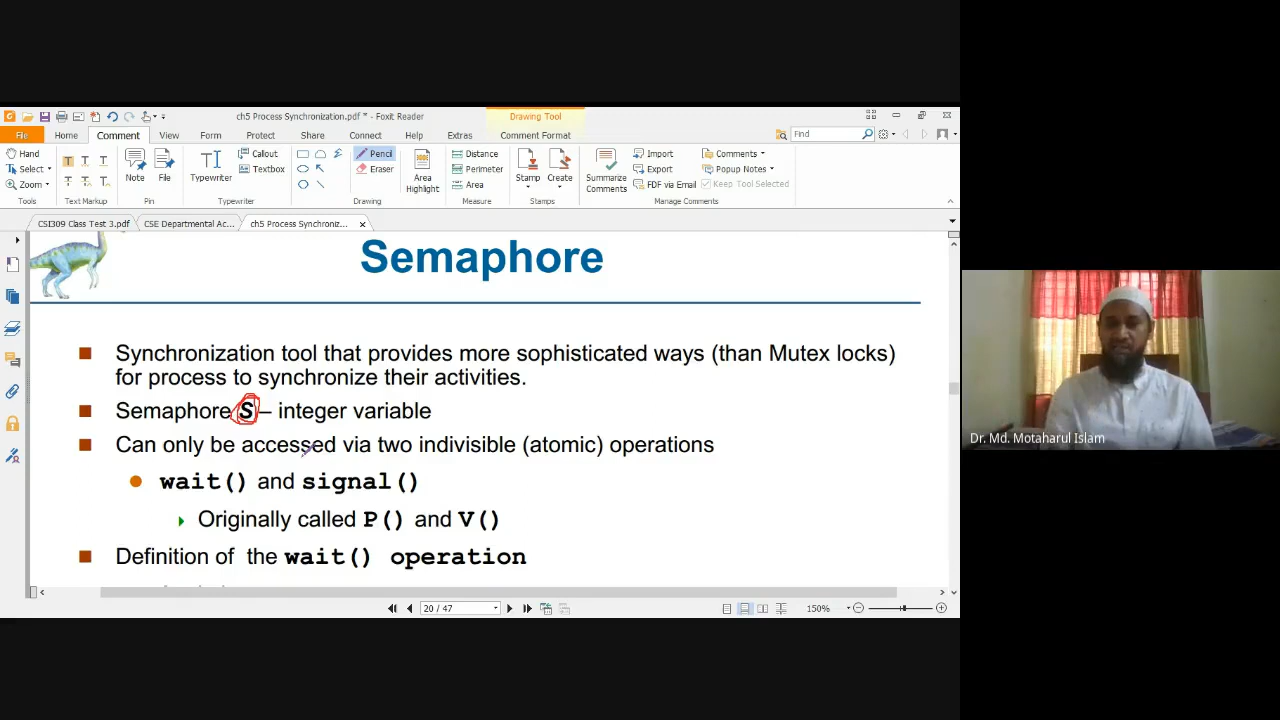 ch5 Process Synchronization.pdf * - Foxit Reader
Drawing Tool
File Home Comment View Form Protect Share Connect Help Extras Comment Format
Find
Hand
Select
Zoom
Tools
Text Markup
Note
File
Pin
Typewriter
Callout
Textbox
Typewriter
Pencil
Eraser
Drawing
Area
Highlight
Distance
Perimeter
Area
Measure
Stamp
Create
Stamps
Summarize
Comments
Import
Export
FDF via Email
Comments
Popup Notes
Keep Tool Selected
Manage Comments
CSI309 Class Test 3.pdf
CSE Departmental Ac...
ch5 Process Synchroniz...
Semaphore
Synchronization tool that provides more sophisticated ways (than Mutex locks)
for process to synchronize their activities.
Semaphore S – integer variable
Can only be accessed via two indivisible (atomic) operations
wait() and signal()
Originally called P() and V()
Definition of the wait() operation
20 / 47
150%
Dr. Md. Motaharul Islam